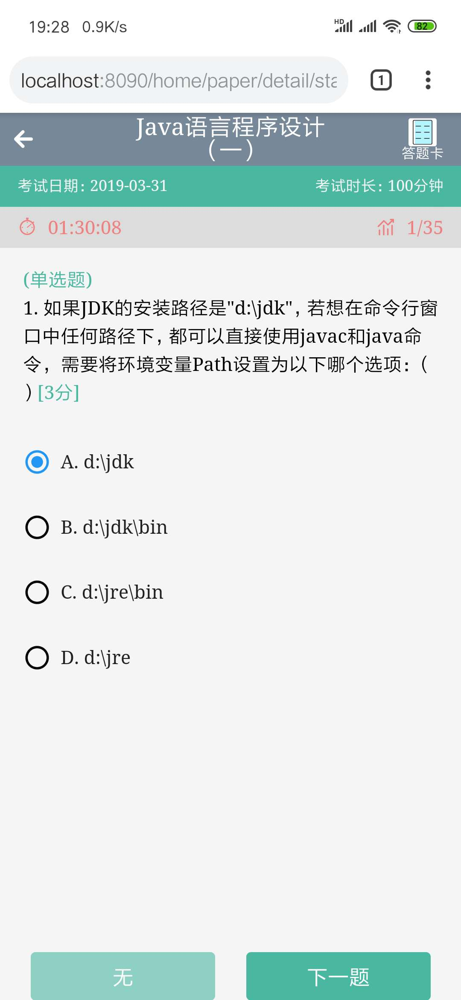 19:28 0.9K/s HD 82
localhost:8090/home/paper/detail/sta
1
Java语言程序设计
(一)
答题卡
考试日期：2019-03-31 考试时长：100分钟
01:30:08 1/35
(单选题)
1. 如果JDK的安装路径是"d:\jdk"，若想在命令行窗
口中任何路径下，都可以直接使用javac和java命
令，需要将环境变量Path设置为以下哪个选项：（
）[3分]
A. d:\jdk
B. d:\jdk\bin
C. d:\jre\bin
D. d:\jre
无 下一题